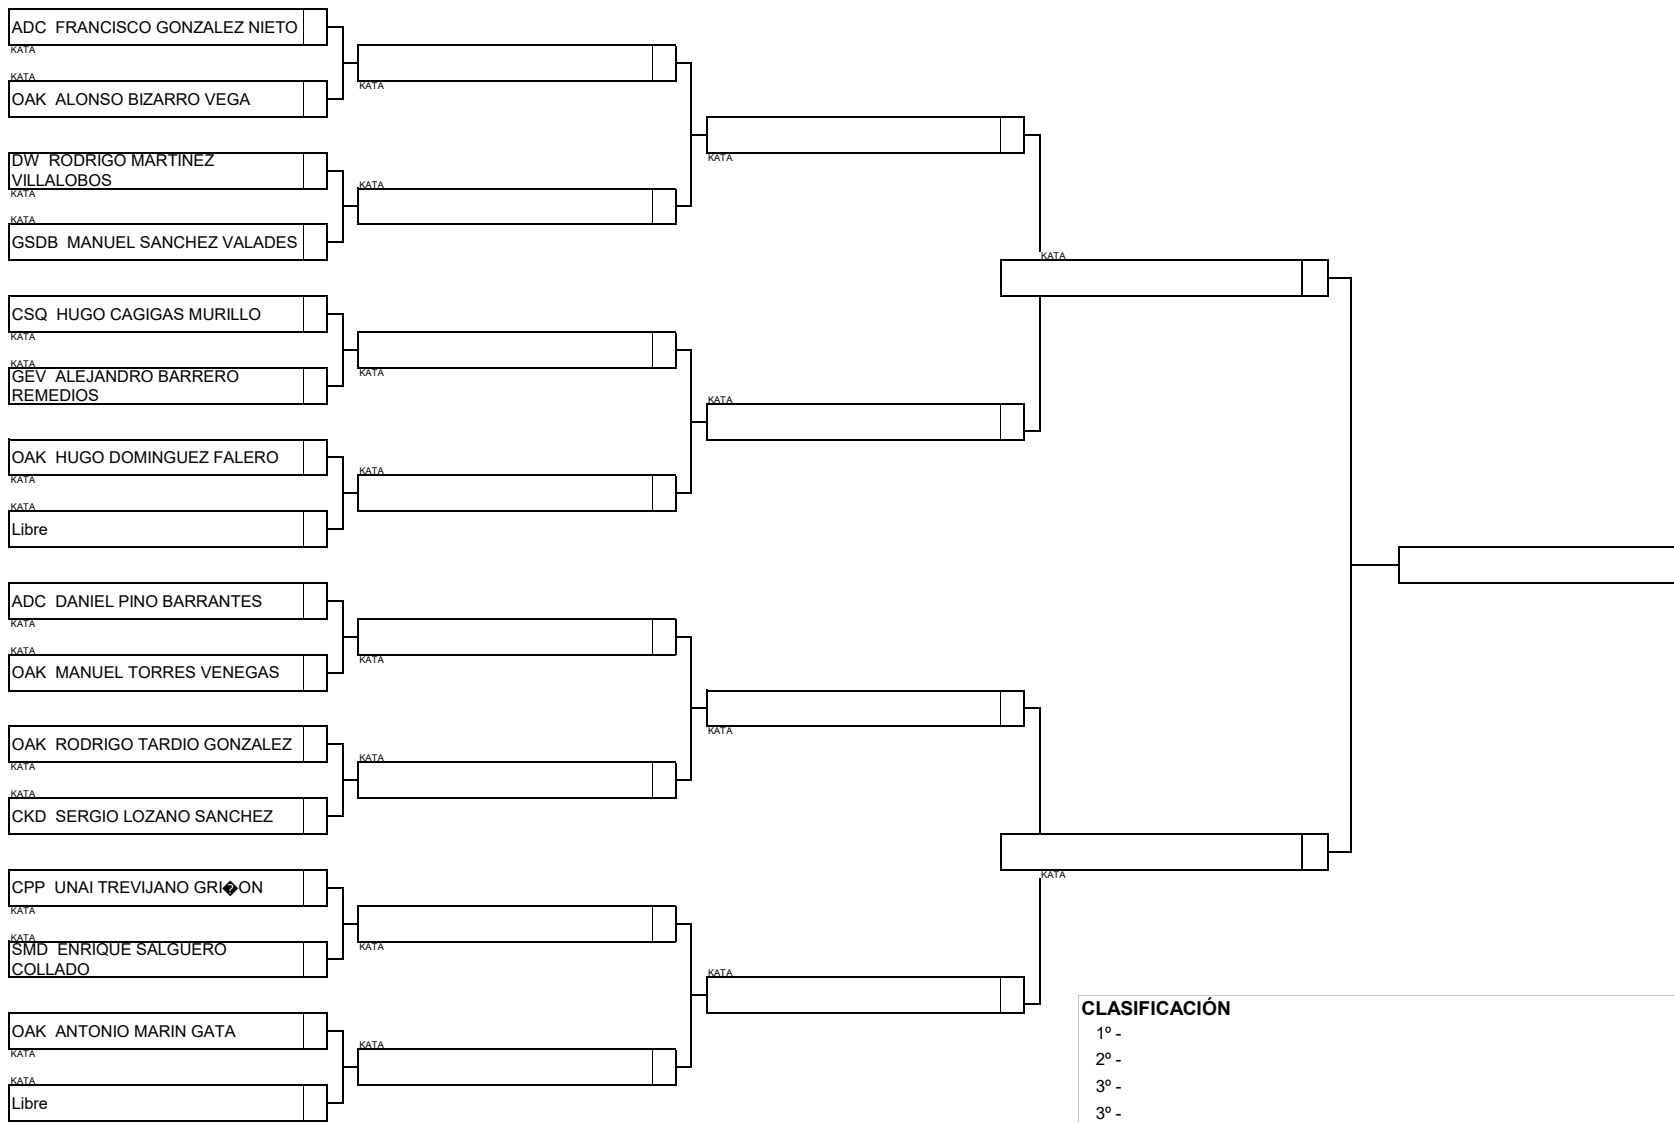 ADC FRANCISCO GONZALEZ NIETO
KATA
KATA
KATA
OAK ALONSO BIZARRO VEGA
DW RODRIGO MARTINEZ
VILLALOBOS
KATA
KATA
KATA
KATA
GSDB MANUEL SANCHEZ VALADES
KATA
CSQ HUGO CAGIGAS MURILLO
KATA
KATA
KATA
GEV ALEJANDRO BARRERO
REMEDIOS
KATA
OAK HUGO DOMINGUEZ FALERO
KATA
KATA
KATA
Libre
ADC DANIEL PINO BARRANTES
KATA
KATA
KATA
OAK MANUEL TORRES VENEGAS
KATA
OAK RODRIGO TARDIO GONZALEZ
KATA
KATA
KATA
CKD SERGIO LOZANO SANCHEZ
KATA
CPP UNAI TREVIJANO GRI�ON
KATA
KATA
KATA
SMD ENRIQUE SALGUERO
COLLADO
KATA
OAK ANTONIO MARIN GATA
KATA
KATA
KATA
Libre
CLASIFICACIÓN
1º -
2º -
3º -
3º -